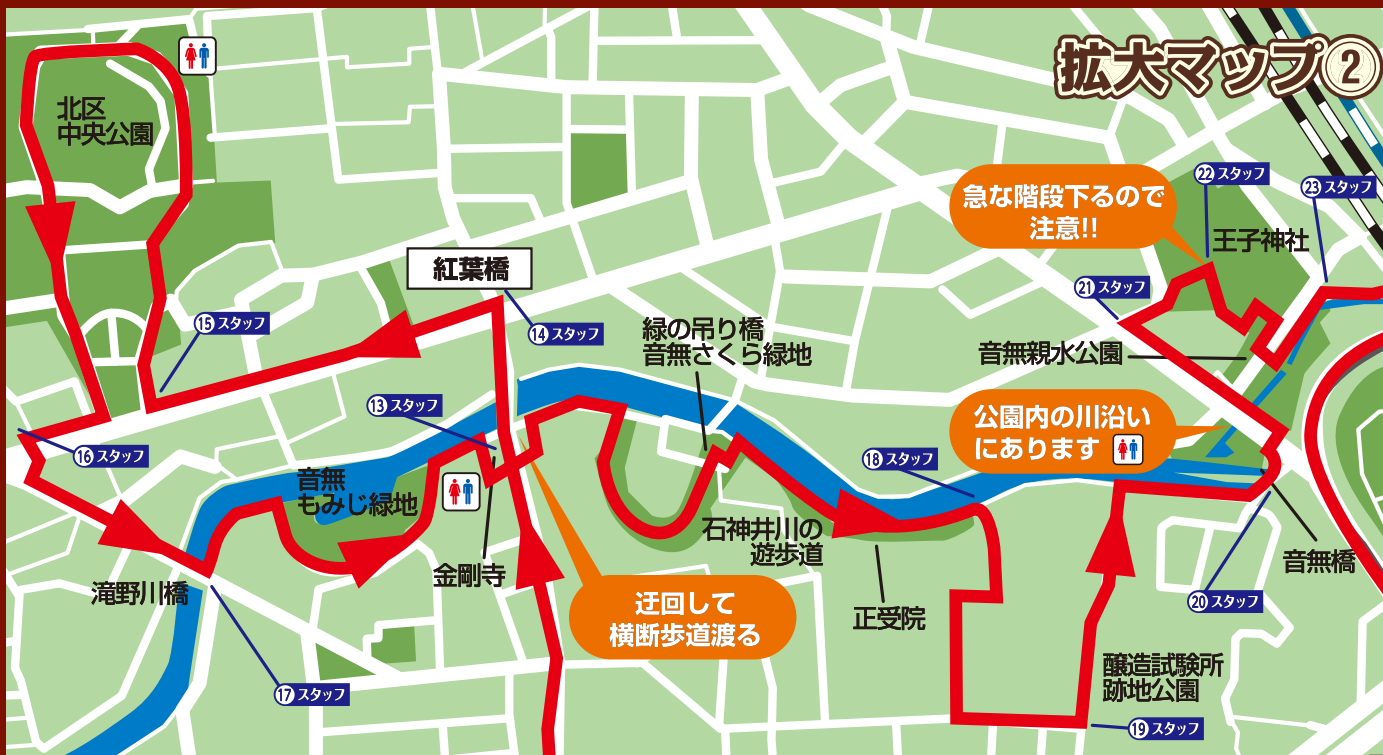 拡大マップ②
北区
中央公園
㉒スタッフ
㉓スタッフ
急な階段下るので
注意!!
王子神社
紅葉橋
㉑スタッフ
⑮スタッフ
⑭スタッフ
緑の吊り橋
音無さくら緑地
音無親水公園
⑬スタッフ
公園内の川沿い
にあります
⑯スタッフ
⑱スタッフ
音無
もみじ緑地
石神井川の
遊歩道
金剛寺
音無橋
滝野川橋
迂回して
横断歩道渡る
正受院
⑳スタッフ
⑰スタッフ
醸造試験所
跡地公園
⑲スタッフ